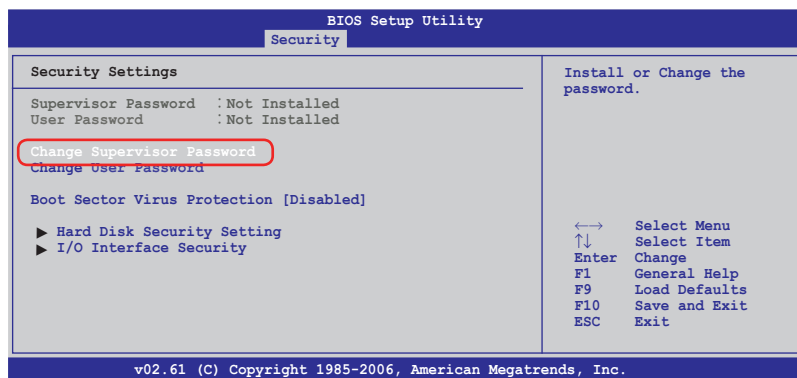 BIOS Setup Utility
Security
Security Settings
Supervisor Password : Not Installed
User Password : Not Installed
Change Supervisor Password
Change User Password
Boot Sector Virus Protection [Disabled]
▶ Hard Disk Security Setting
▶ I/O Interface Security
Install or Change the
password.
←→ Select Menu
↑↓ Select Item
Enter Change
F1 General Help
F9 Load Defaults
F10 Save and Exit
ESC Exit
v02.61 (C) Copyright 1985-2006, American Megatrends, Inc.